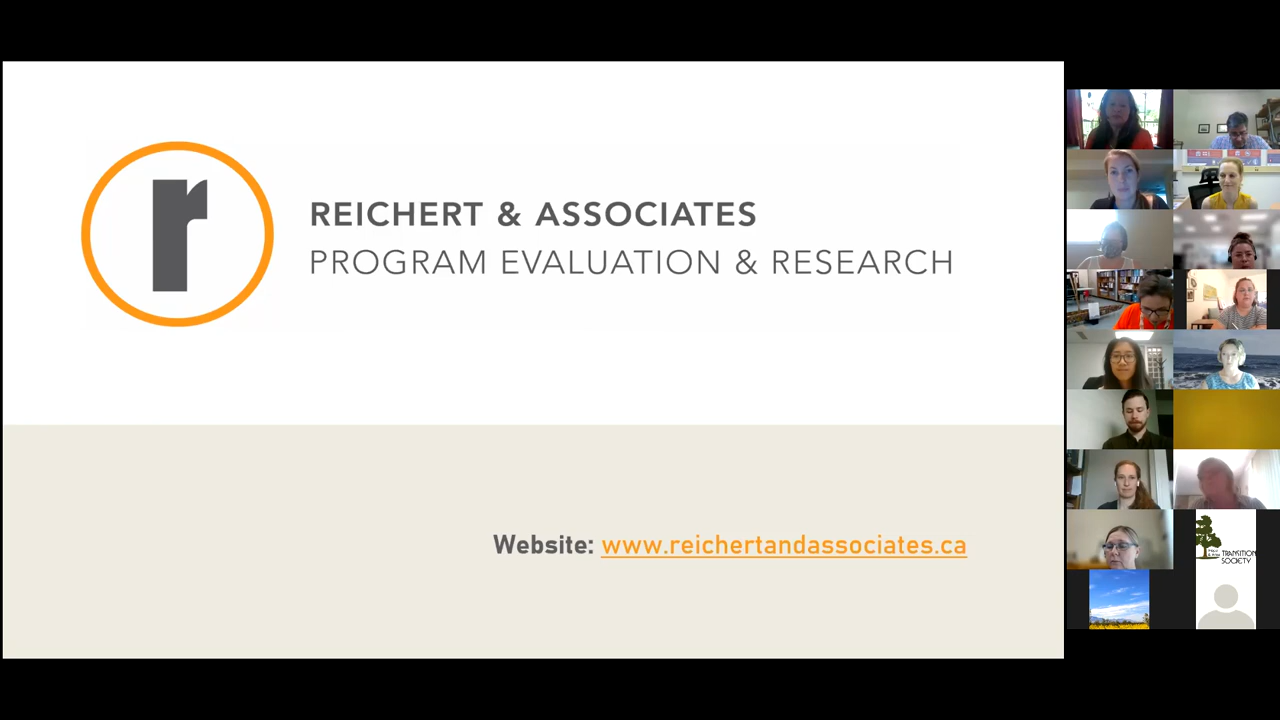 r
REICHERT & ASSOCIATES
PROGRAM EVALUATION & RESEARCH
Website: www.reichertandassociates.ca
TRANSITION
SOCIETY